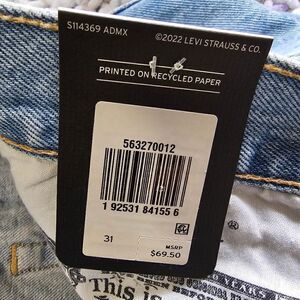 S114369 ADMX
©2022 LEVI STRAUSS & CO.
PRINTED ON RECYCLED PAPER
563270012
1 92531 84155 6
31
MSRP
$69.50
®
YEARS
This is